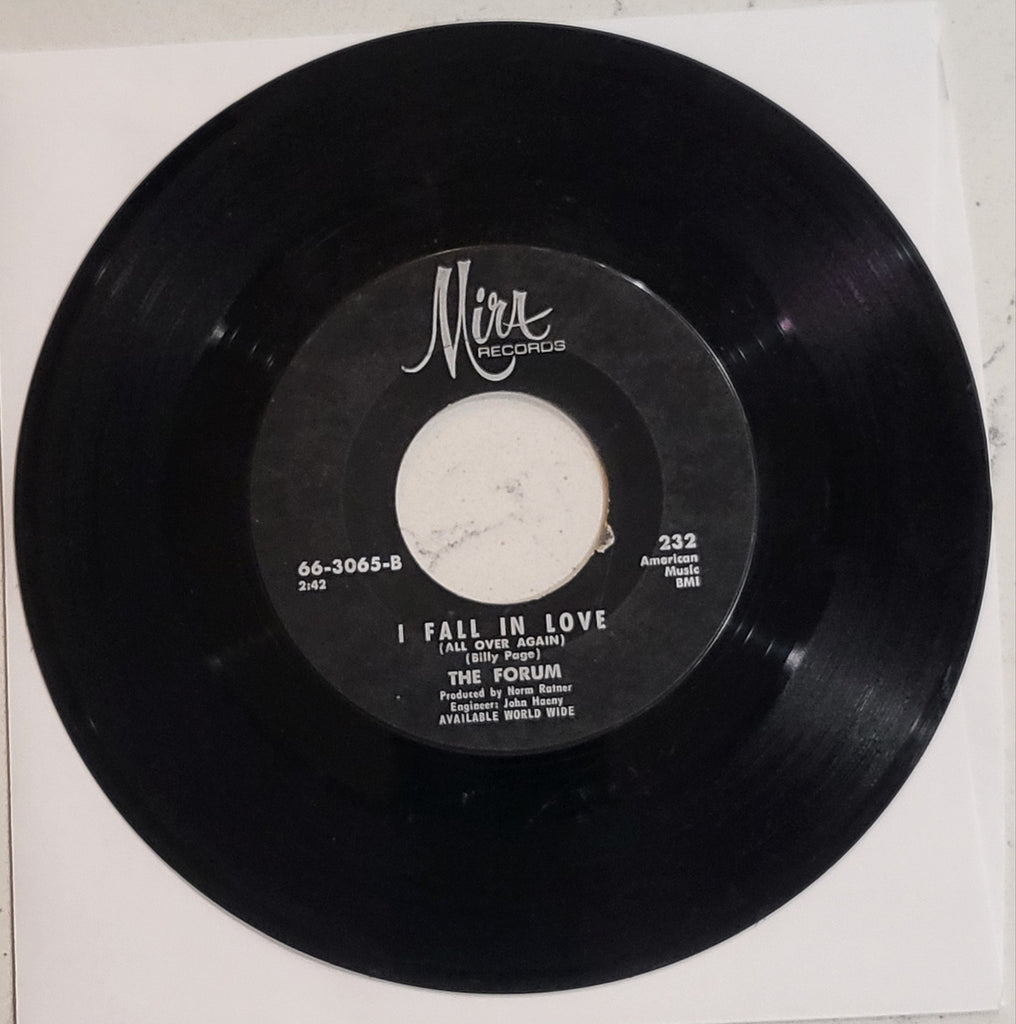 Mira
RECORDS
66-3065-B
2:42
232
American
Music
BMI
I FALL IN LOVE
(ALL OVER AGAIN)
(Billy Page)
THE FORUM
Produced by Norm Ratner
Engineer: John Haeny
AVAILABLE WORLD WIDE